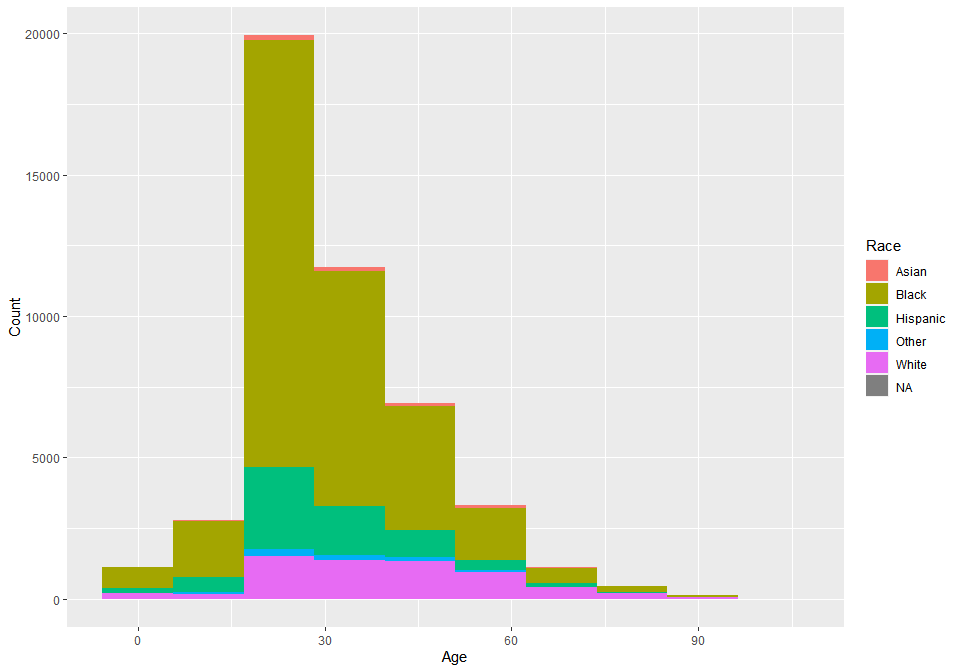 20000
15000
10000
5000
0
Count
0 30 60 90
Age
Race
Asian
Black
Hispanic
Other
White
NA